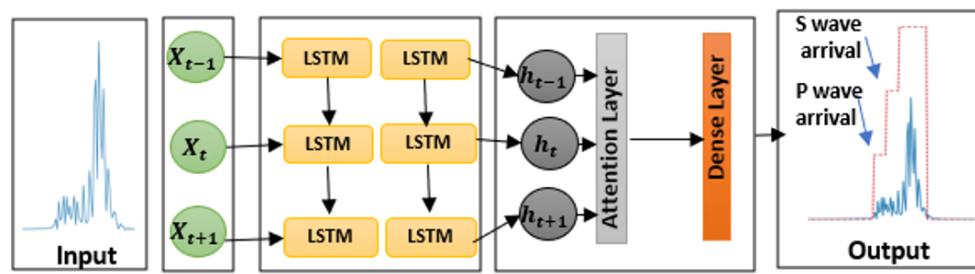 Input
X_{t-1}
X_t
X_{t+1}
LSTM
LSTM
LSTM
LSTM
LSTM
LSTM
h_{t-1}
h_t
h_{t+1}
Attention Layer
Dense Layer
S wave
arrival
P wave
arrival
Output